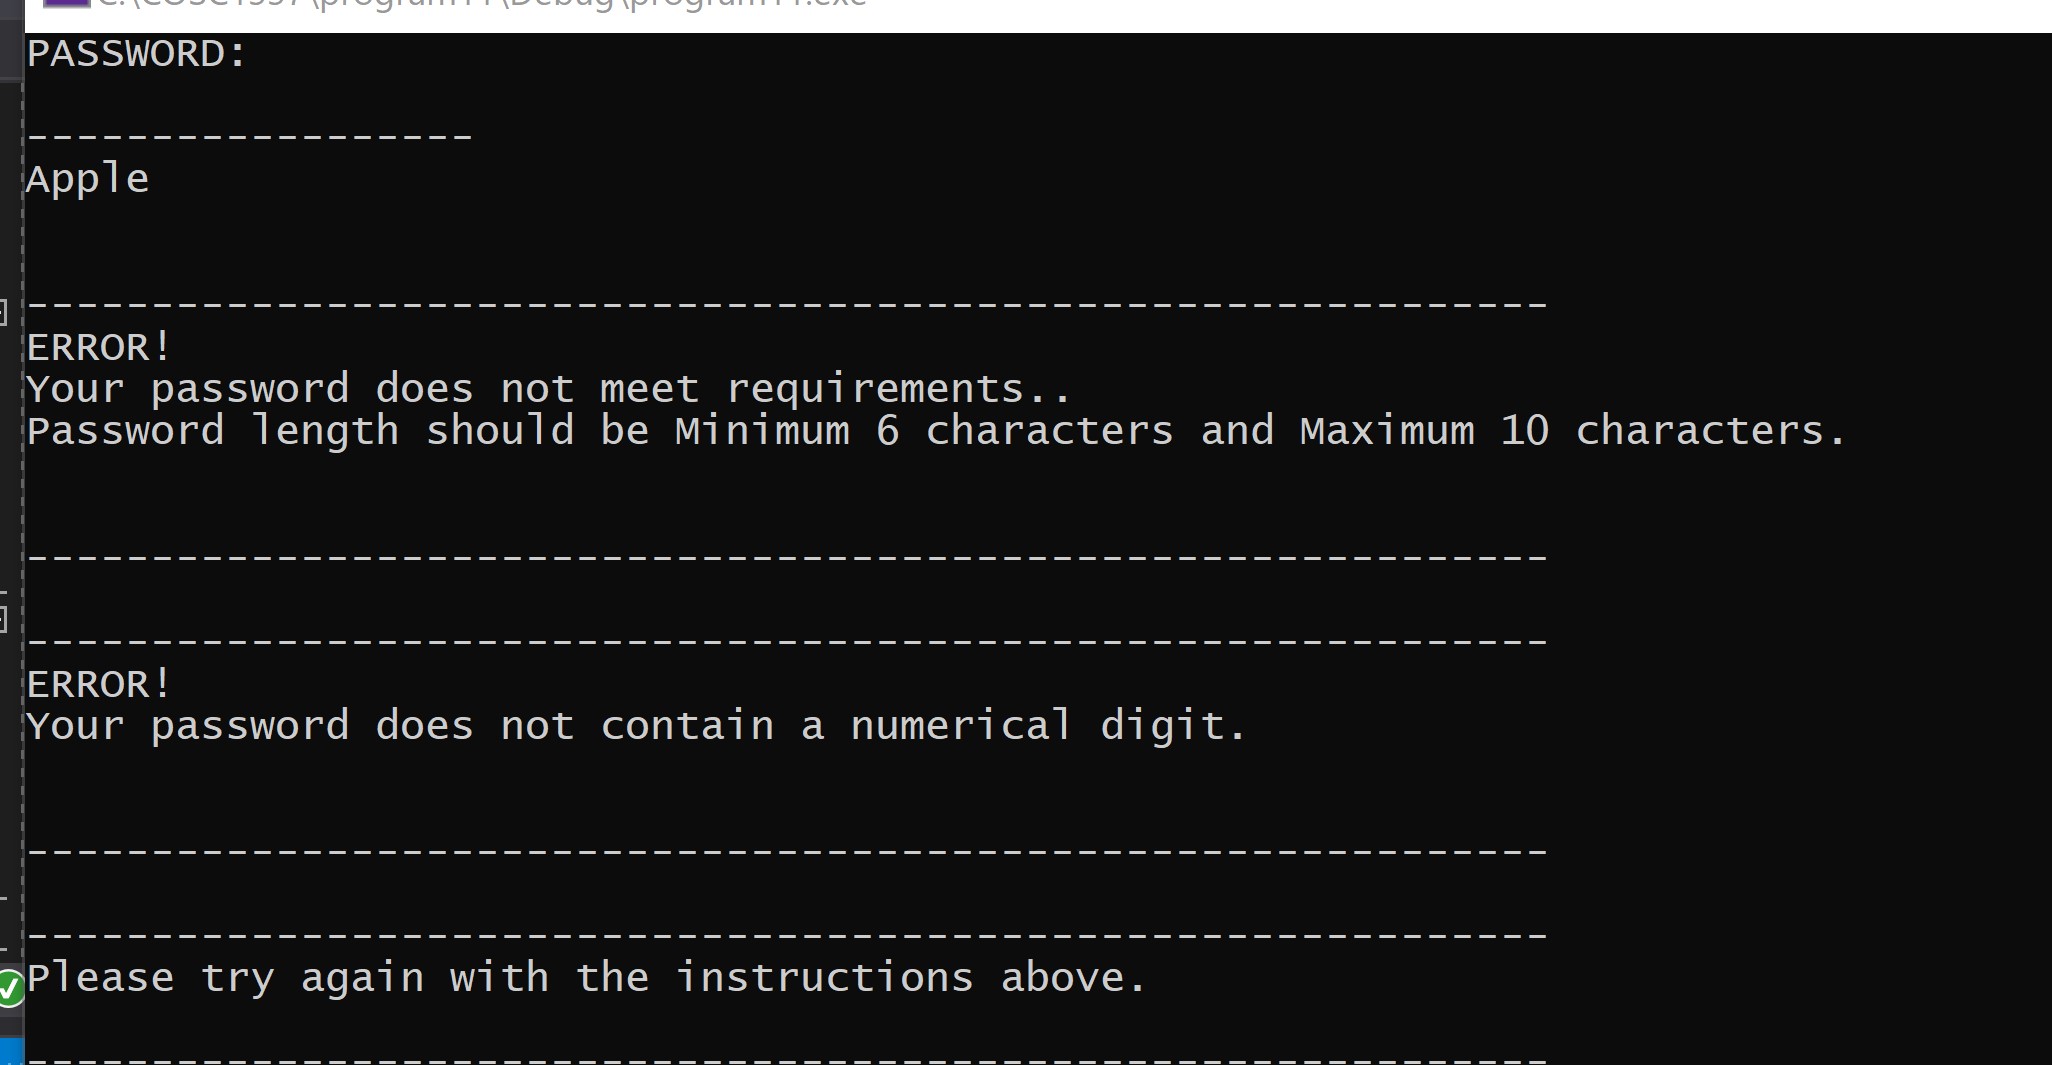 PASSWORD:
------------------
Apple
-------------------------------------------------------------
ERROR!
Your password does not meet requirements..
Password length should be Minimum 6 characters and Maximum 10 characters.
-------------------------------------------------------------
-------------------------------------------------------------
ERROR!
Your password does not contain a numerical digit.
-------------------------------------------------------------
-------------------------------------------------------------
Please try again with the instructions above.
-------------------------------------------------------------